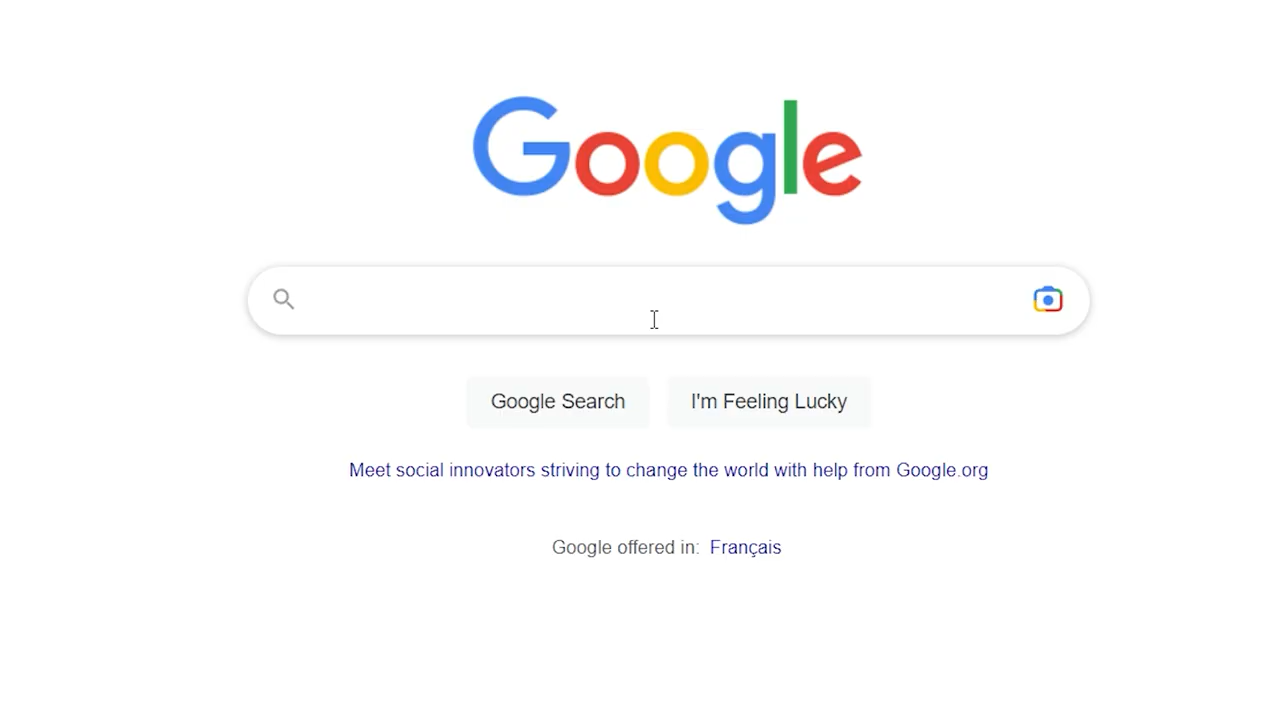 Google
Google Search
I'm Feeling Lucky
Meet social innovators striving to change the world with help from Google.org
Google offered in: Français